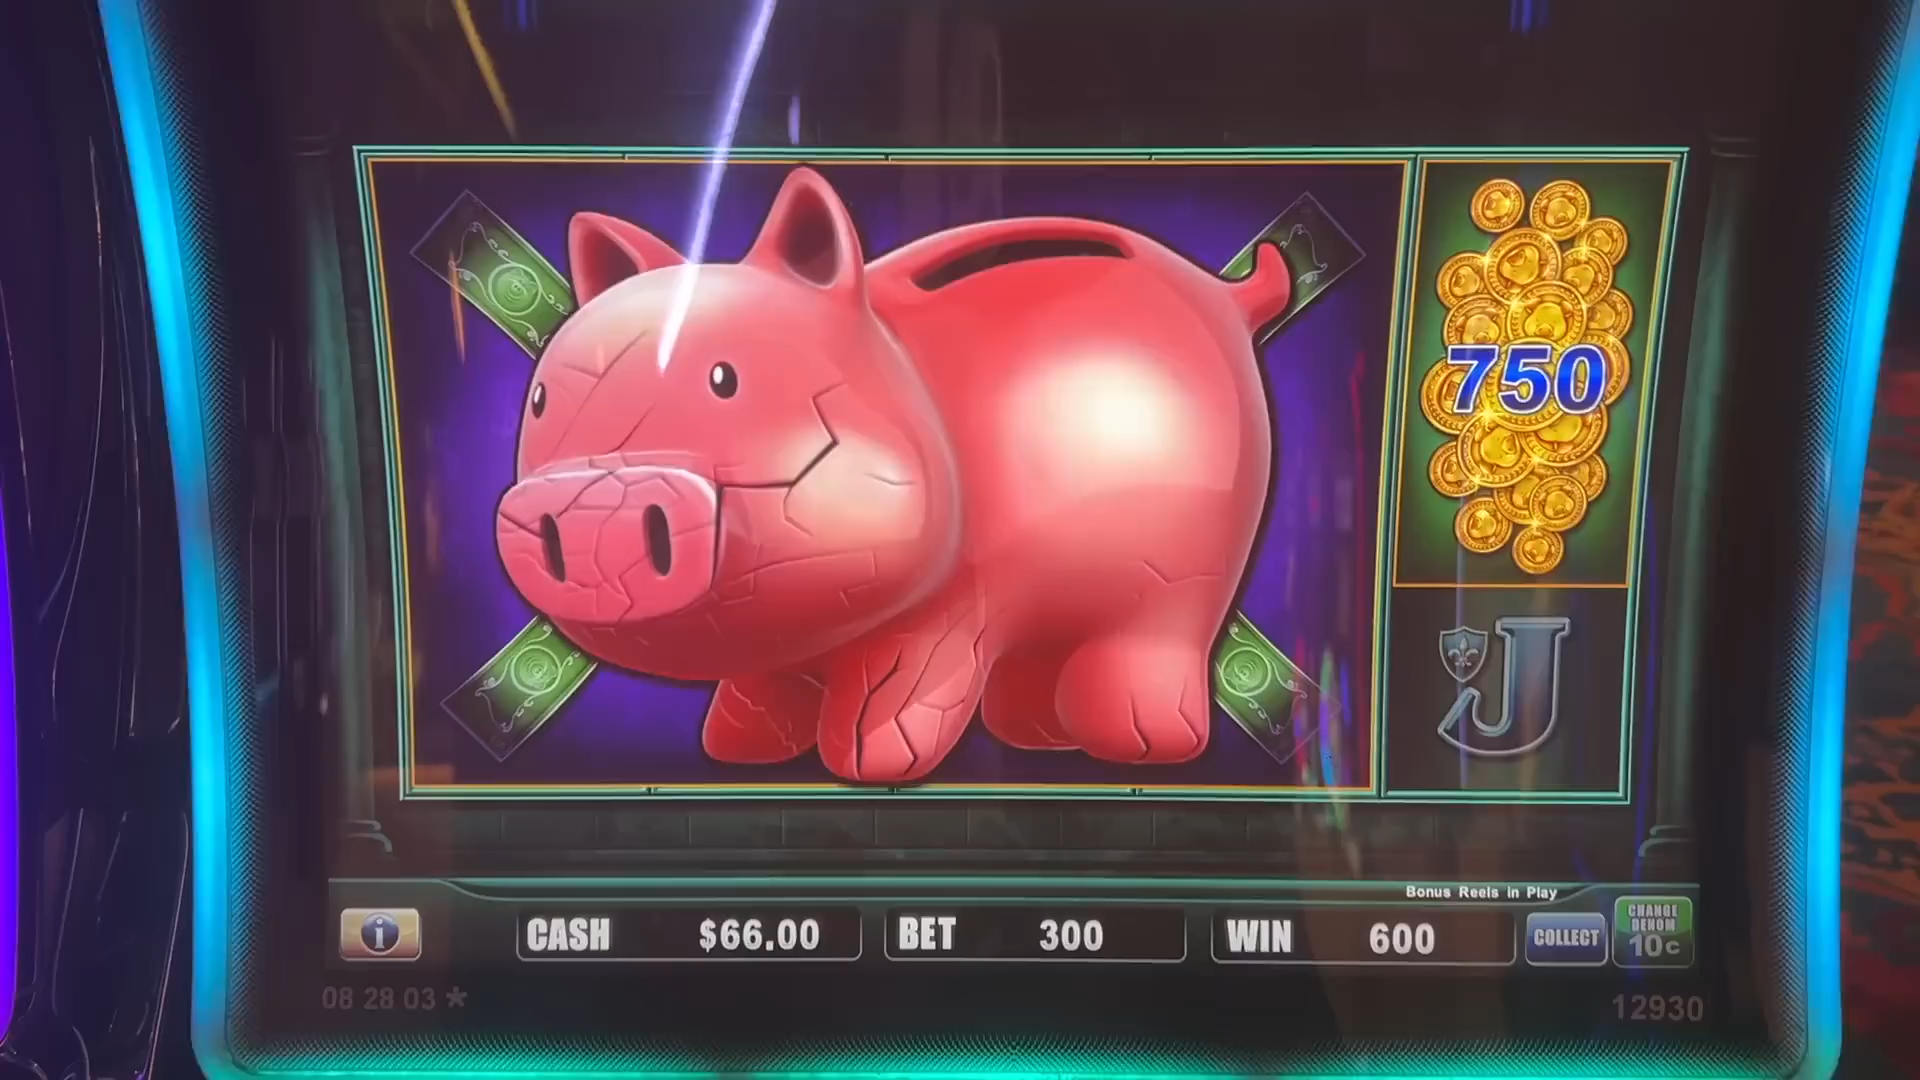 750
J
Bonus Reels in Play
CASH $66.00 BET 300 WIN 600 COLLECT
CHANGE
DENOM
10c
08 28 03 *
12930